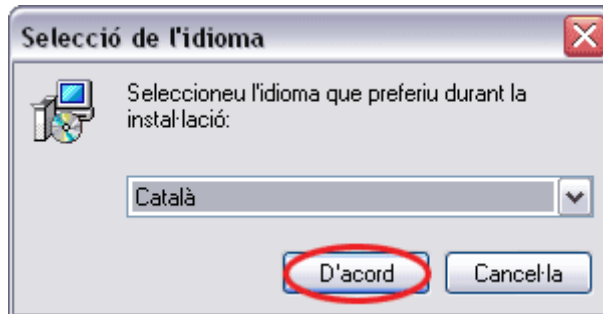 Selecció de l'idioma
Seleccioneu l'idioma que preferiu durant la
instal·lació:
Català
D'acord
Cancel·la